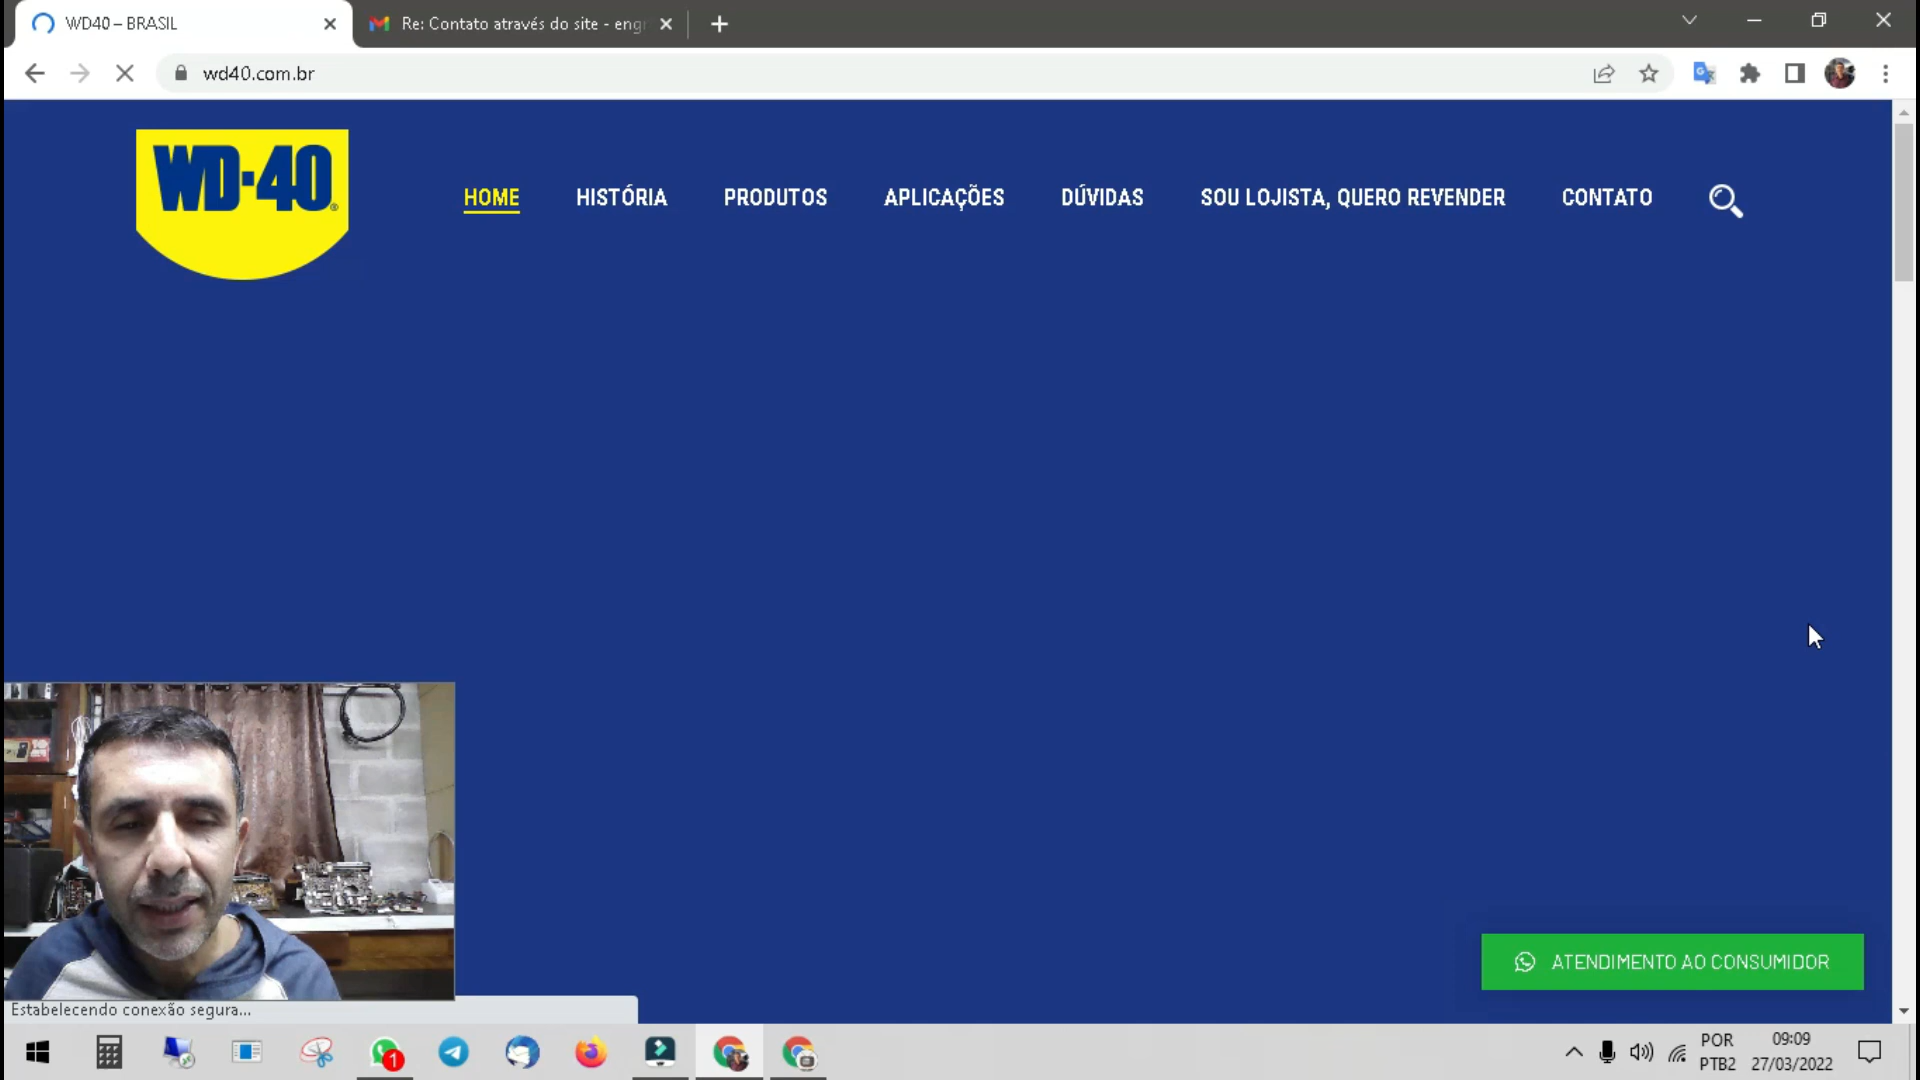 WD40 – BRASIL
Re: Contato através do site - eng
wd40.com.br
WD-40®
HOME
HISTÓRIA
PRODUTOS
APLICAÇÕES
DÚVIDAS
SOU LOJISTA, QUERO REVENDER
CONTATO
ATENDIMENTO AO CONSUMIDOR
Estabelecendo conexão segura...
1
POR
PTB2
09:09
27/03/2022